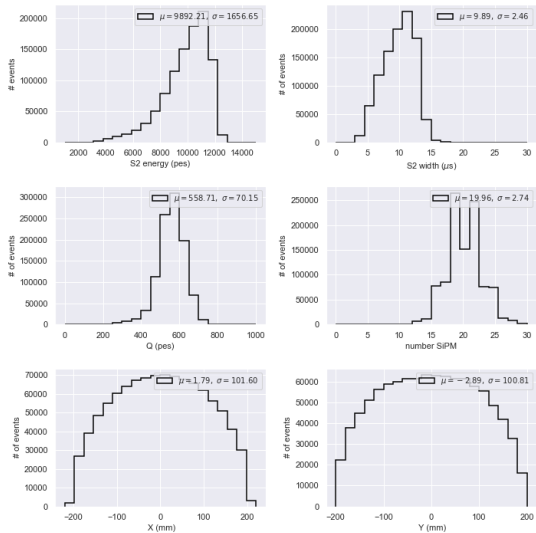 μ = 9892.21, σ = 1656.65
# of events
200000
150000
100000
50000
0
2000 4000 6000 8000 10000 12000 14000
S2 energy (pes)
μ = 9.89, σ = 2.46
# of events
200000
150000
100000
50000
0
0 5 10 15 20 25 30
S2 width (μs)
μ = 558.71, σ = 70.15
# of events
300000
250000
200000
150000
100000
50000
0
0 200 400 600 800 1000
Q (pes)
μ = 19.96, σ = 2.74
# of events
250000
200000
150000
100000
50000
0
0 5 10 15 20 25 30
number SiPM
μ = 1.79, σ = 101.60
# of events
70000
60000
50000
40000
30000
20000
10000
0
−200 −100 0 100 200
X (mm)
μ = −2.89, σ = 100.81
# of events
60000
50000
40000
30000
20000
10000
0
−200 −100 0 100 200
Y (mm)